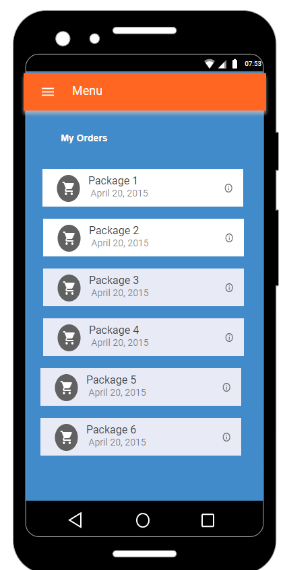 07:53
Menu
My Orders
Package 1
April 20, 2015
Package 2
April 20, 2015
Package 3
April 20, 2015
Package 4
April 20, 2015
Package 5
April 20, 2015
Package 6
April 20, 2015